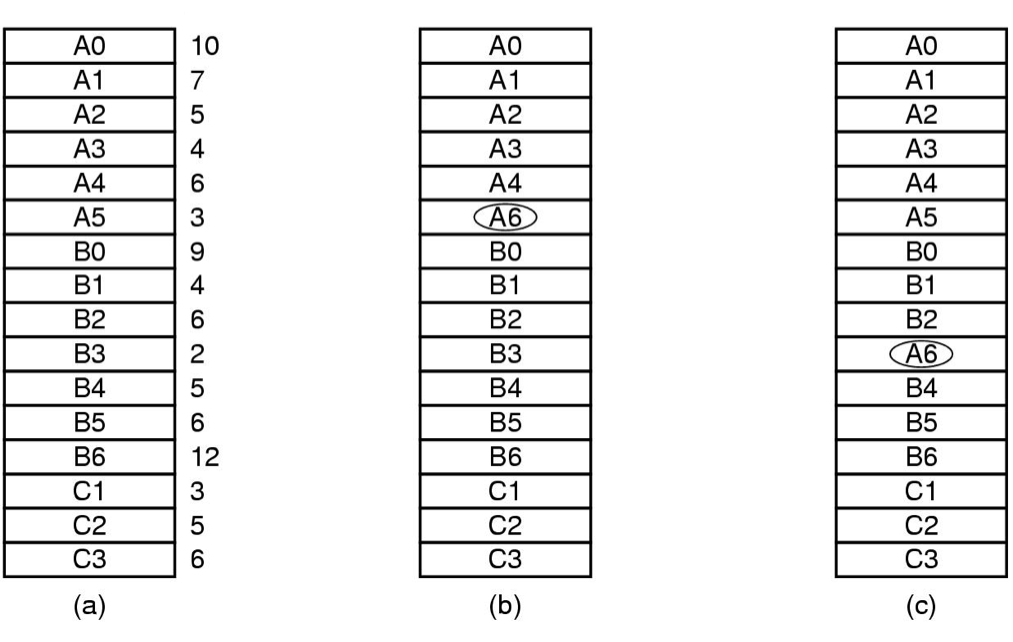 A0 10 A0 A0
A1 7 A1 A1
A2 5 A2 A2
A3 4 A3 A3
A4 6 A4 A4
A5 3 A6 A5
B0 9 B0 B0
B1 4 B1 B1
B2 6 B2 B2
B3 2 B3 A6
B4 5 B4 B4
B5 6 B5 B5
B6 12 B6 B6
C1 3 C1 C1
C2 5 C2 C2
C3 6 C3 C3
(a) (b) (c)